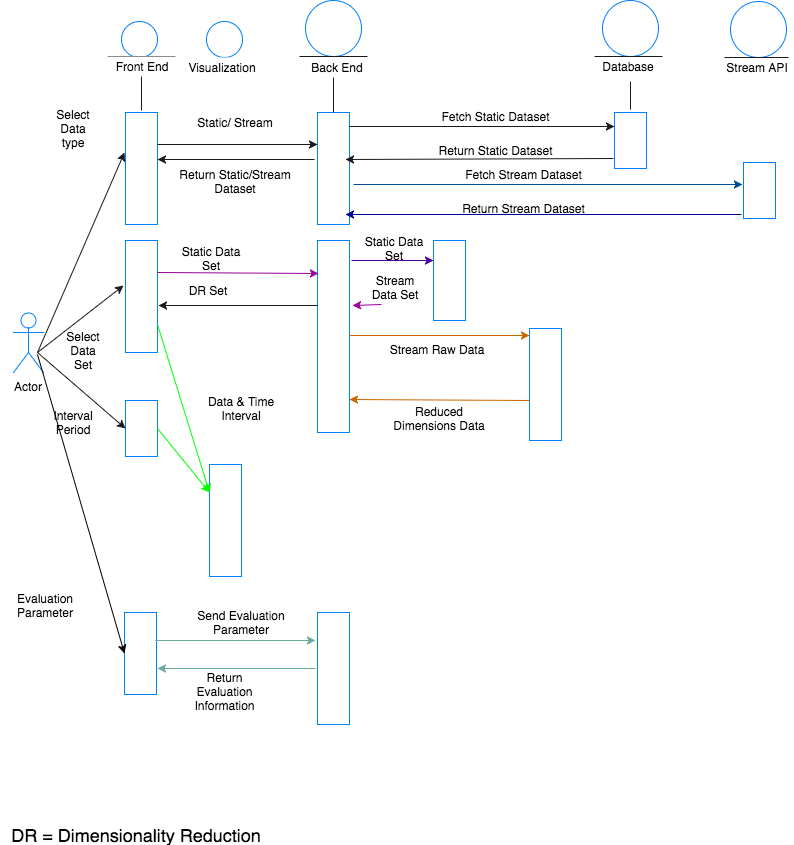 Front End
Visualization
Back End
Database
Stream API
Select
Data
type
Static/ Stream
Fetch Static Dataset
Return Static Dataset
Return Static/Stream
Dataset
Fetch Stream Dataset
Return Stream Dataset
Static Data
Set
Static Data
Set
DR Set
Stream
Data Set
Select
Data
Set
Actor
Stream Raw Data
Data & Time
Interval
Interval
Period
Reduced
Dimensions Data
Evaluation
Parameter
Send Evaluation
Parameter
Return
Evaluation
Information
DR = Dimensionality Reduction